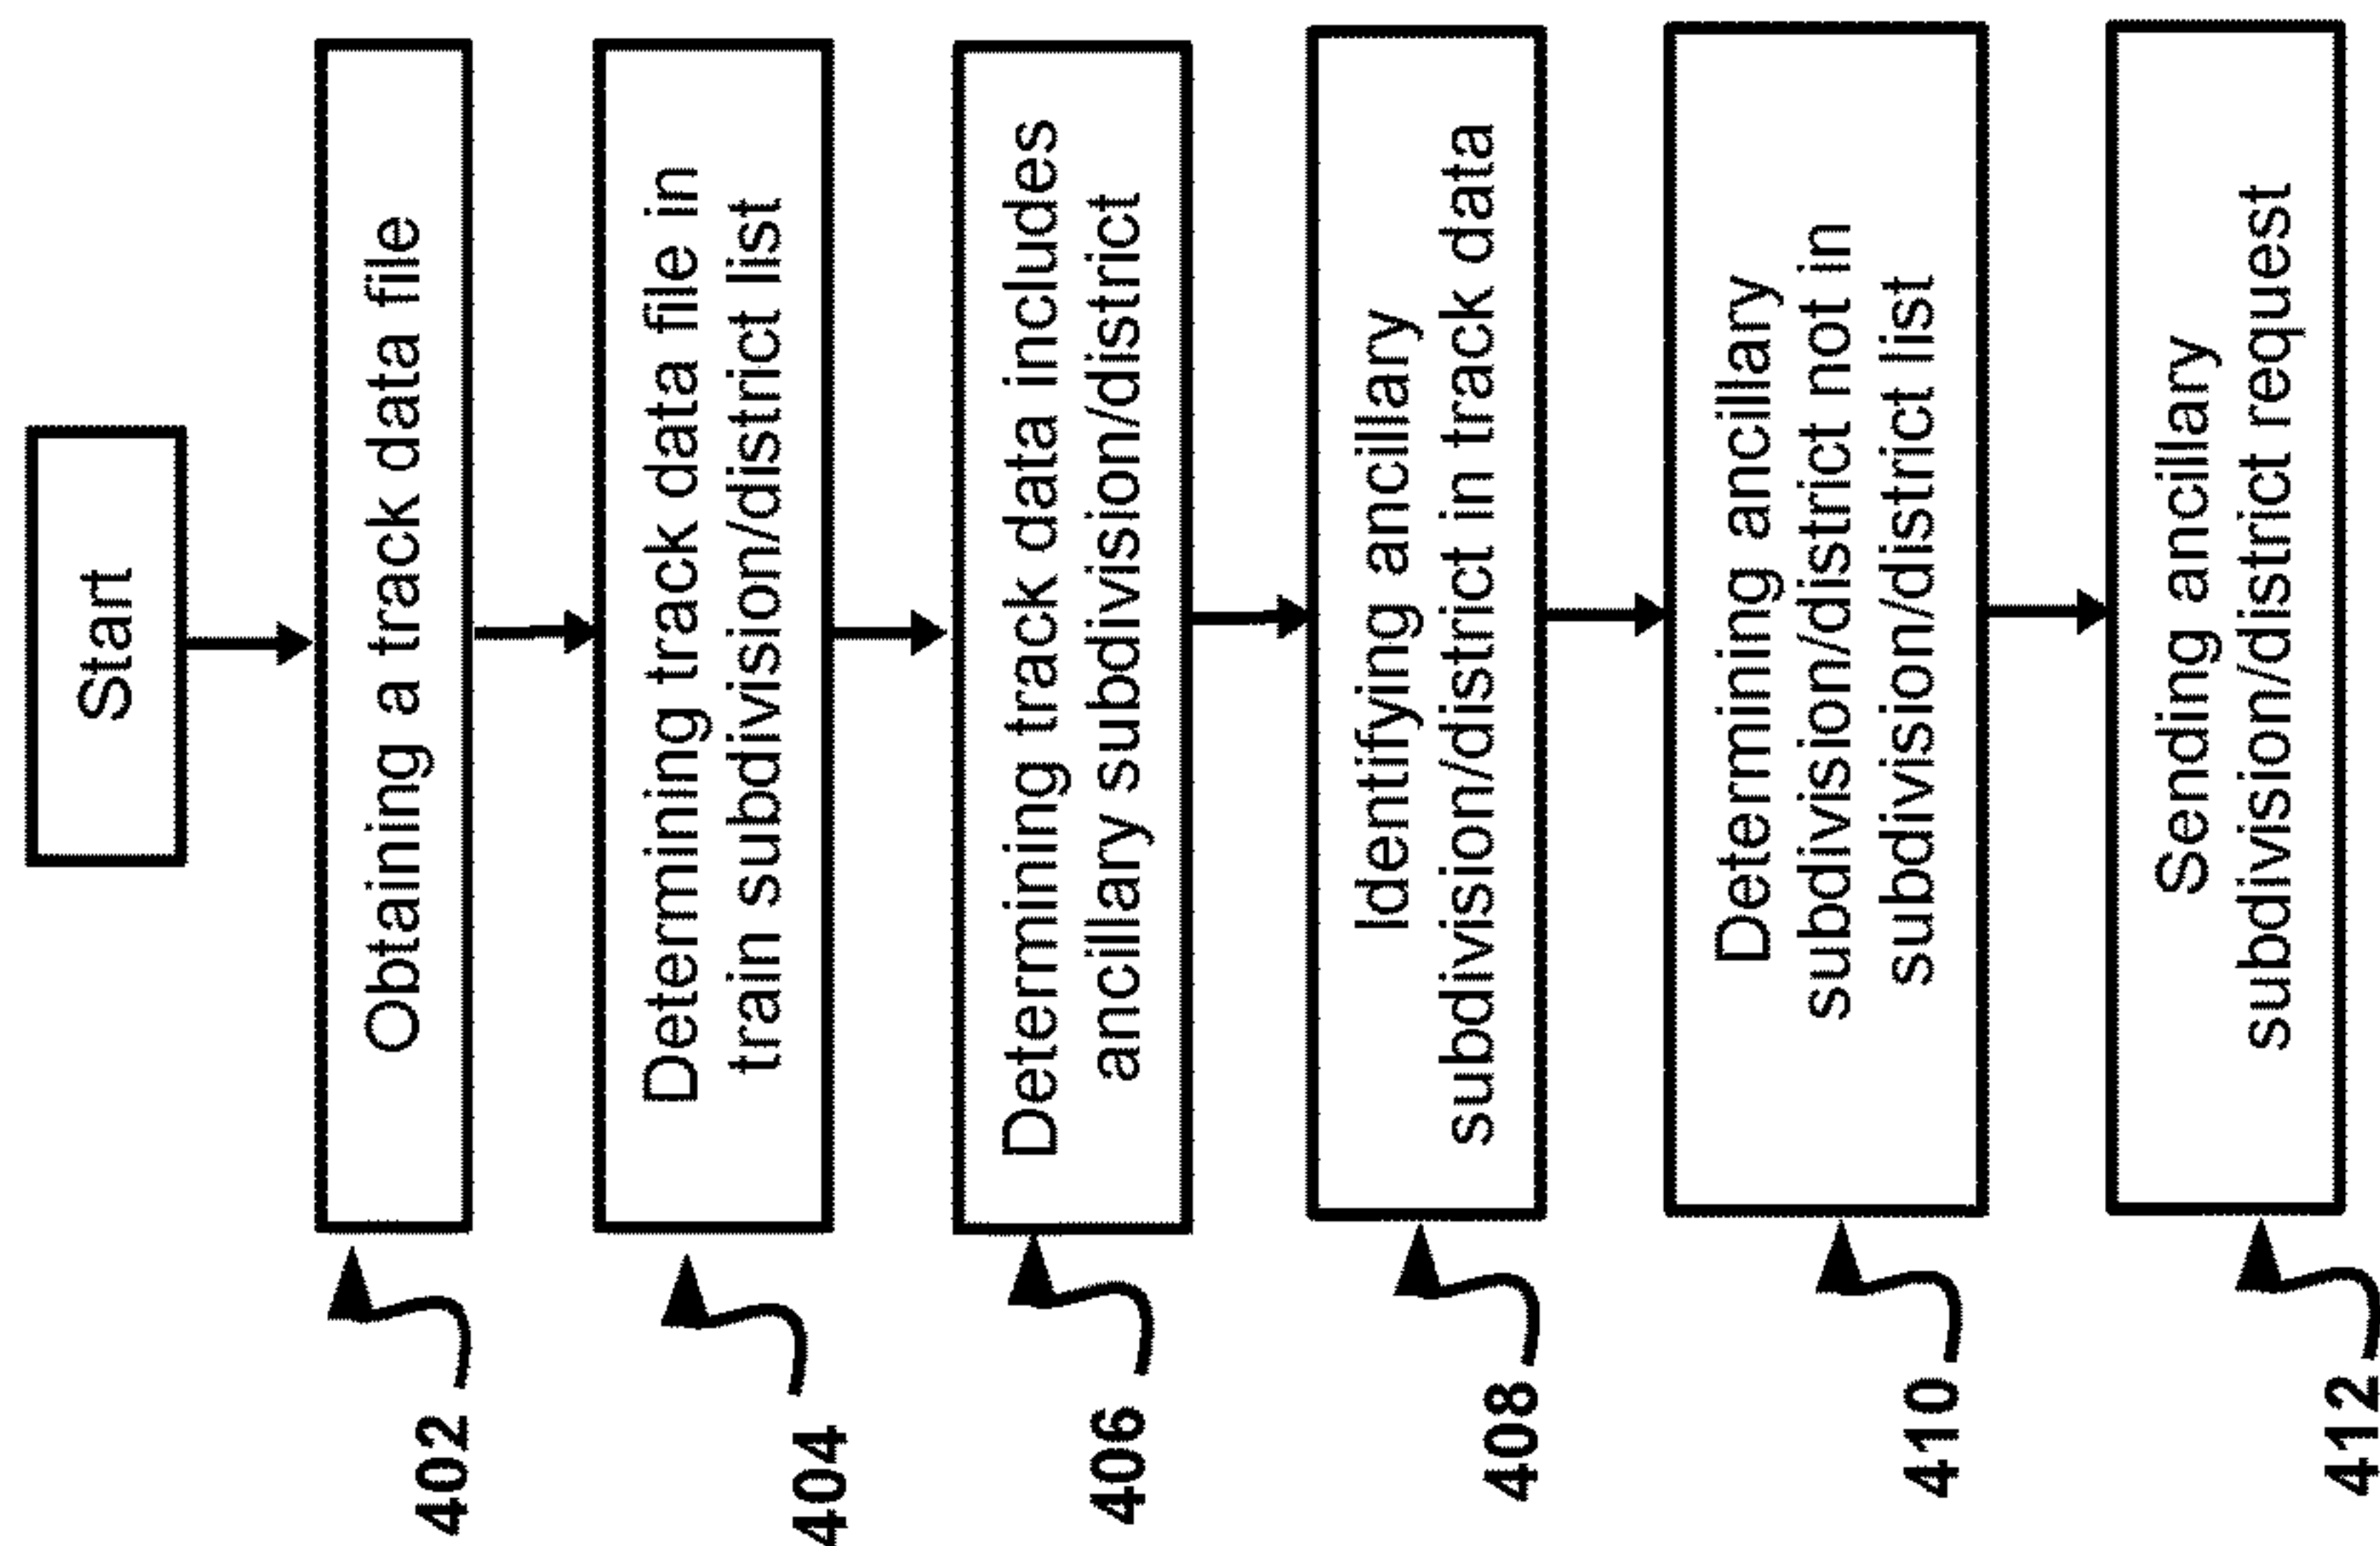 Start
402
Obtaining a track data file
404
Determining track data file in
train subdivision/district list
406
Determining track data includes
ancillary subdivision/district
408
Identifying ancillary
subdivision/district in track data
410
Determining ancillary
subdivision/district not in
subdivision/district list
412
Sending ancillary
subdivision/district request